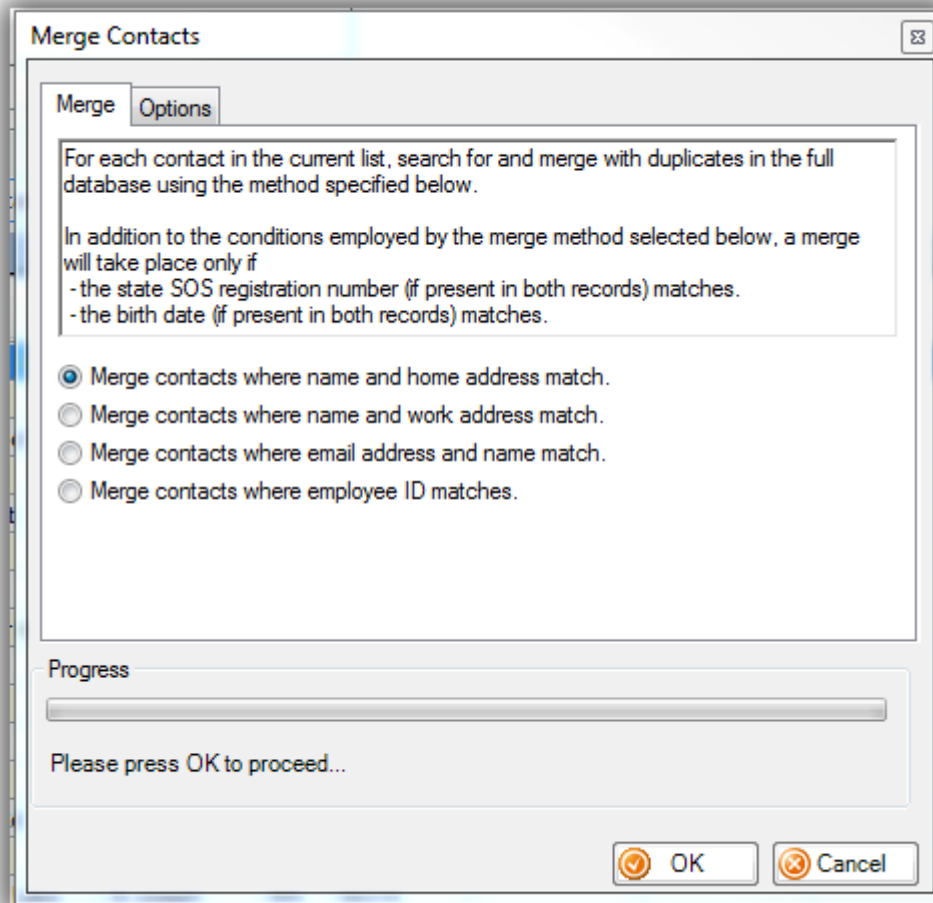 Merge Contacts
Merge Options
For each contact in the current list, search for and merge with duplicates in the full
database using the method specified below.
In addition to the conditions employed by the merge method selected below, a merge
will take place only if
- the state SOS registration number (if present in both records) matches.
- the birth date (if present in both records) matches.
Merge contacts where name and home address match.
Merge contacts where name and work address match.
Merge contacts where email address and name match.
Merge contacts where employee ID matches.
Progress
Please press OK to proceed...
OK Cancel